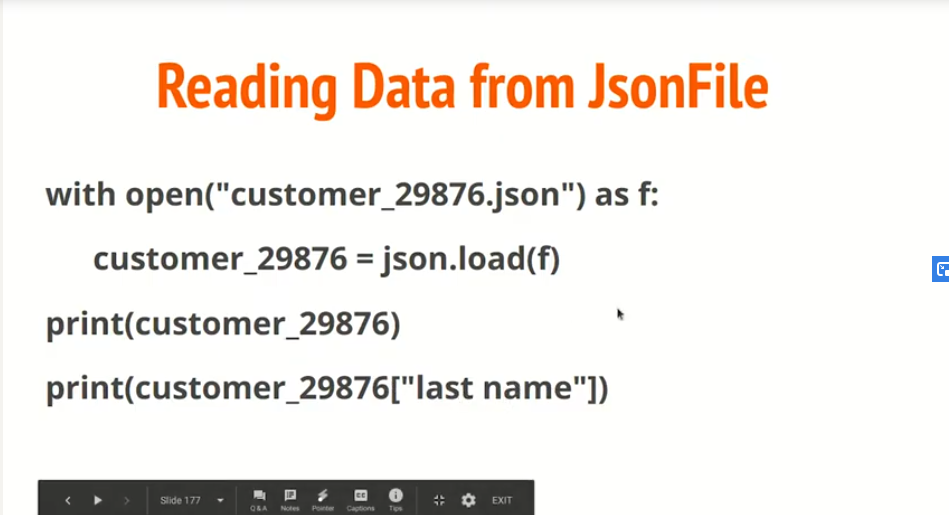 Reading Data from JsonFile
with open("customer_29876.json") as f:
customer_29876 = json.load(f)
print(customer_29876)
print(customer_29876["last name"])
Slide 177
Q&A Notes Pointer Captions Tips
EXIT